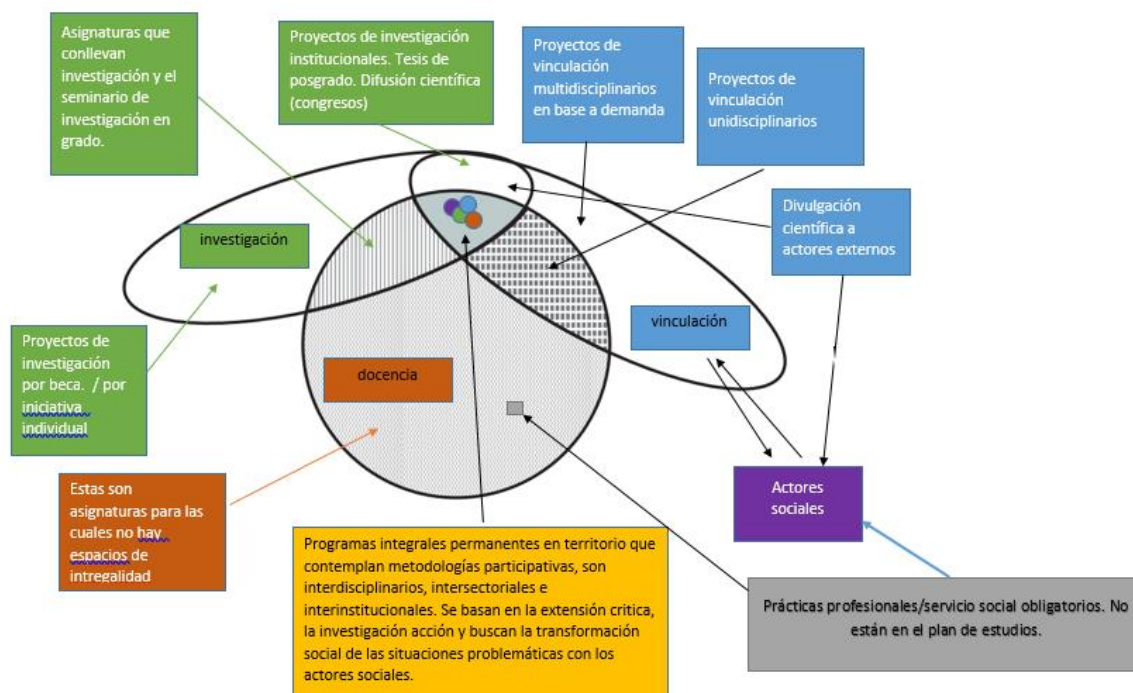 Asignaturas que
conllevan
investigación y el
seminario de
investigación en
grado.
Proyectos de investigación
institucionales. Tesis de
posgrado. Difusión científica
(congresos)
Proyectos de
vinculación
multidisciplinarios
en base a demanda
Proyectos de
vinculación
unidisciplinarios
Divulgación
científica a
actores externos
investigación
vinculación
docencia
Proyectos de
investigación
por beca. / por
iniciativa
individual
Estas son
asignaturas para las
cuales no hay
espacios de
intregalidad
Programas integrales permanentes en territorio que
contemplan metodologías participativas, son
interdisciplinarios, intersectoriales e
interinstitucionales. Se basan en la extensión critica,
la investigación acción y buscan la transformación
social de las situaciones problemáticas con los
actores sociales.
Actores
sociales
Prácticas profesionales/servicio social obligatorios. No
están en el plan de estudios.